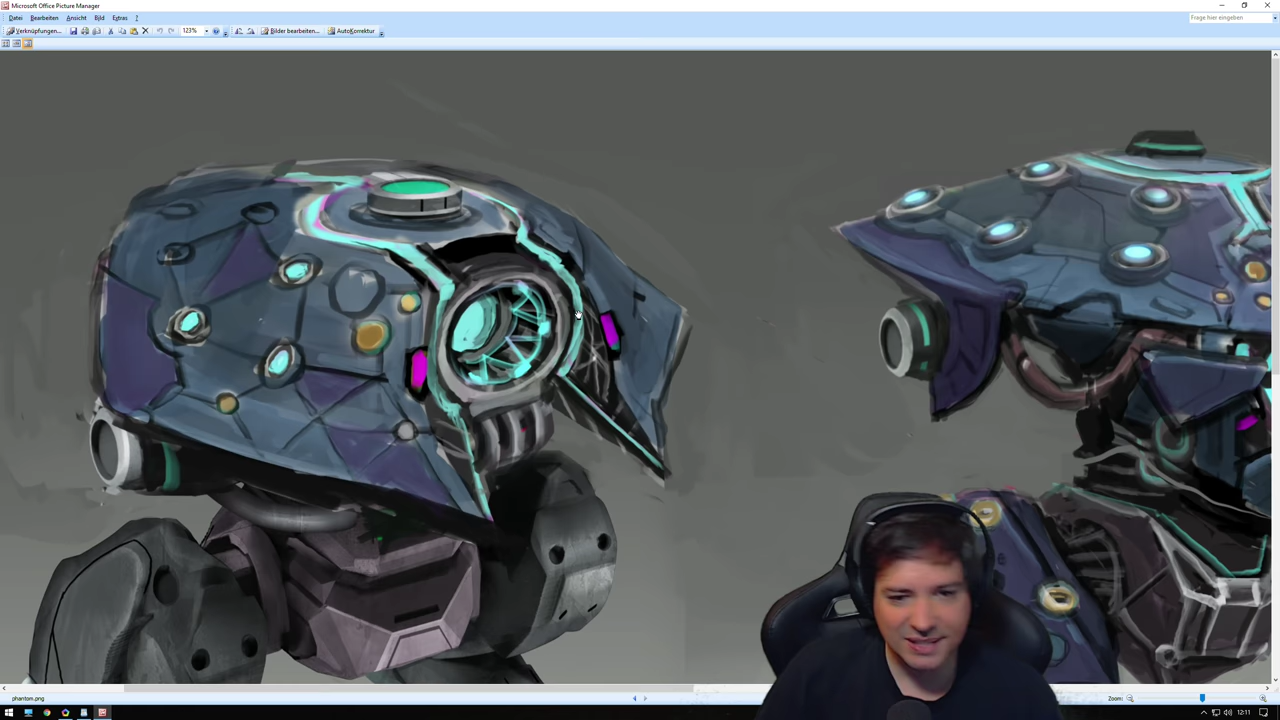 Microsoft Office Picture Manager
Datei Bearbeiten Ansicht Bild Extras ?
Frage hier eingeben
Verknüpfungen... 123% Bilder bearbeiten... AutoKorrektur
phantom.png
Zoom:
12:11